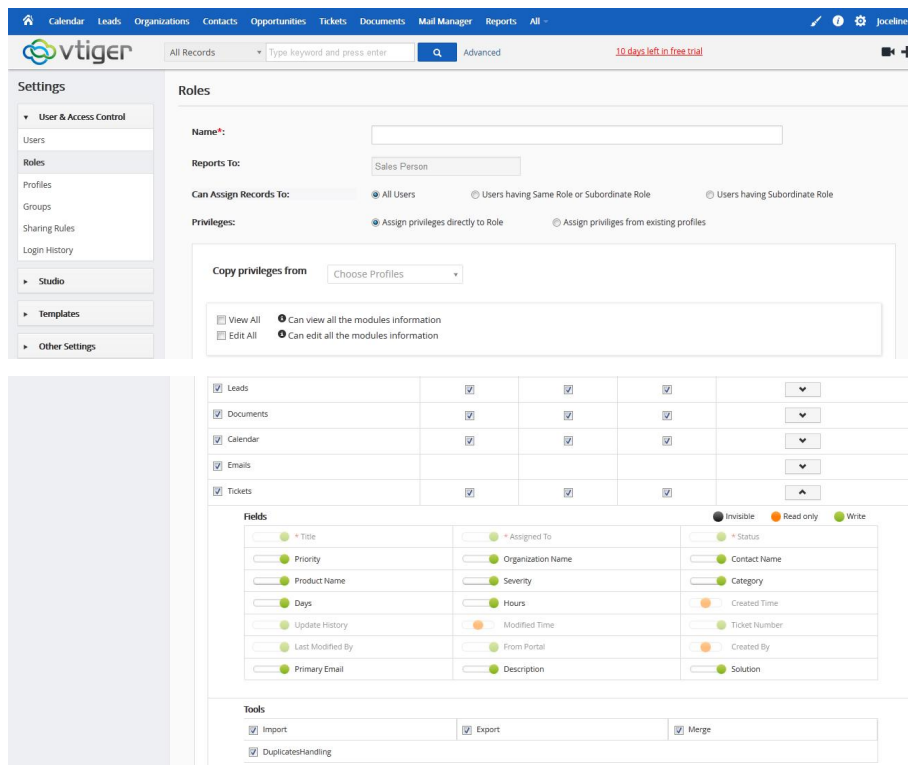 Calendar Leads Organizations Contacts Opportunities Tickets Documents Mail Manager Reports All Joceline
vtiger All Records Type keyword and press enter Advanced 10 days left in free trial
Settings
Roles
User & Access Control
Name*:
Users
Reports To: Sales Person
Roles
Can Assign Records To: All Users Users having Same Role or Subordinate Role Users having Subordinate Role
Profiles
Groups
Privileges: Assign privileges directly to Role Assign priviliges from existing profiles
Sharing Rules
Login History
Copy privileges from Choose Profiles
Studio
Templates
View All Can view all the modules information
Edit All Can edit all the modules information
Other Settings
Leads
Documents
Calendar
Emails
Tickets
Fields Invisible Read only Write
* Title * Assigned To * Status
Priority Organization Name Contact Name
Product Name Severity Category
Days Hours Created Time
Update History Modified Time Ticket Number
Last Modified By From Portal Created By
Primary Email Description Solution
Tools
Import Export Merge
DuplicatesHandling